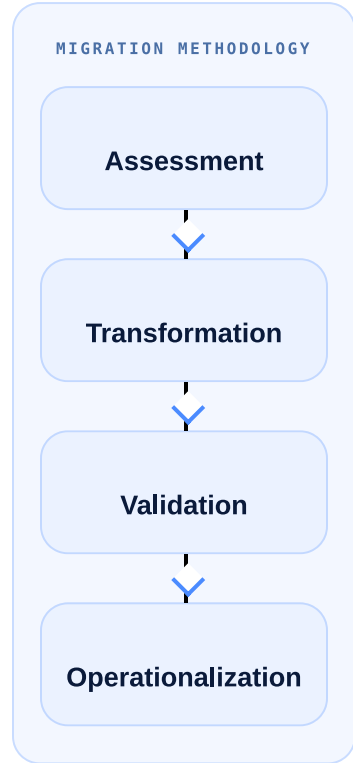 MIGRATION METHODOLOGY
Assessment
Transformation
Validation
Operationalization